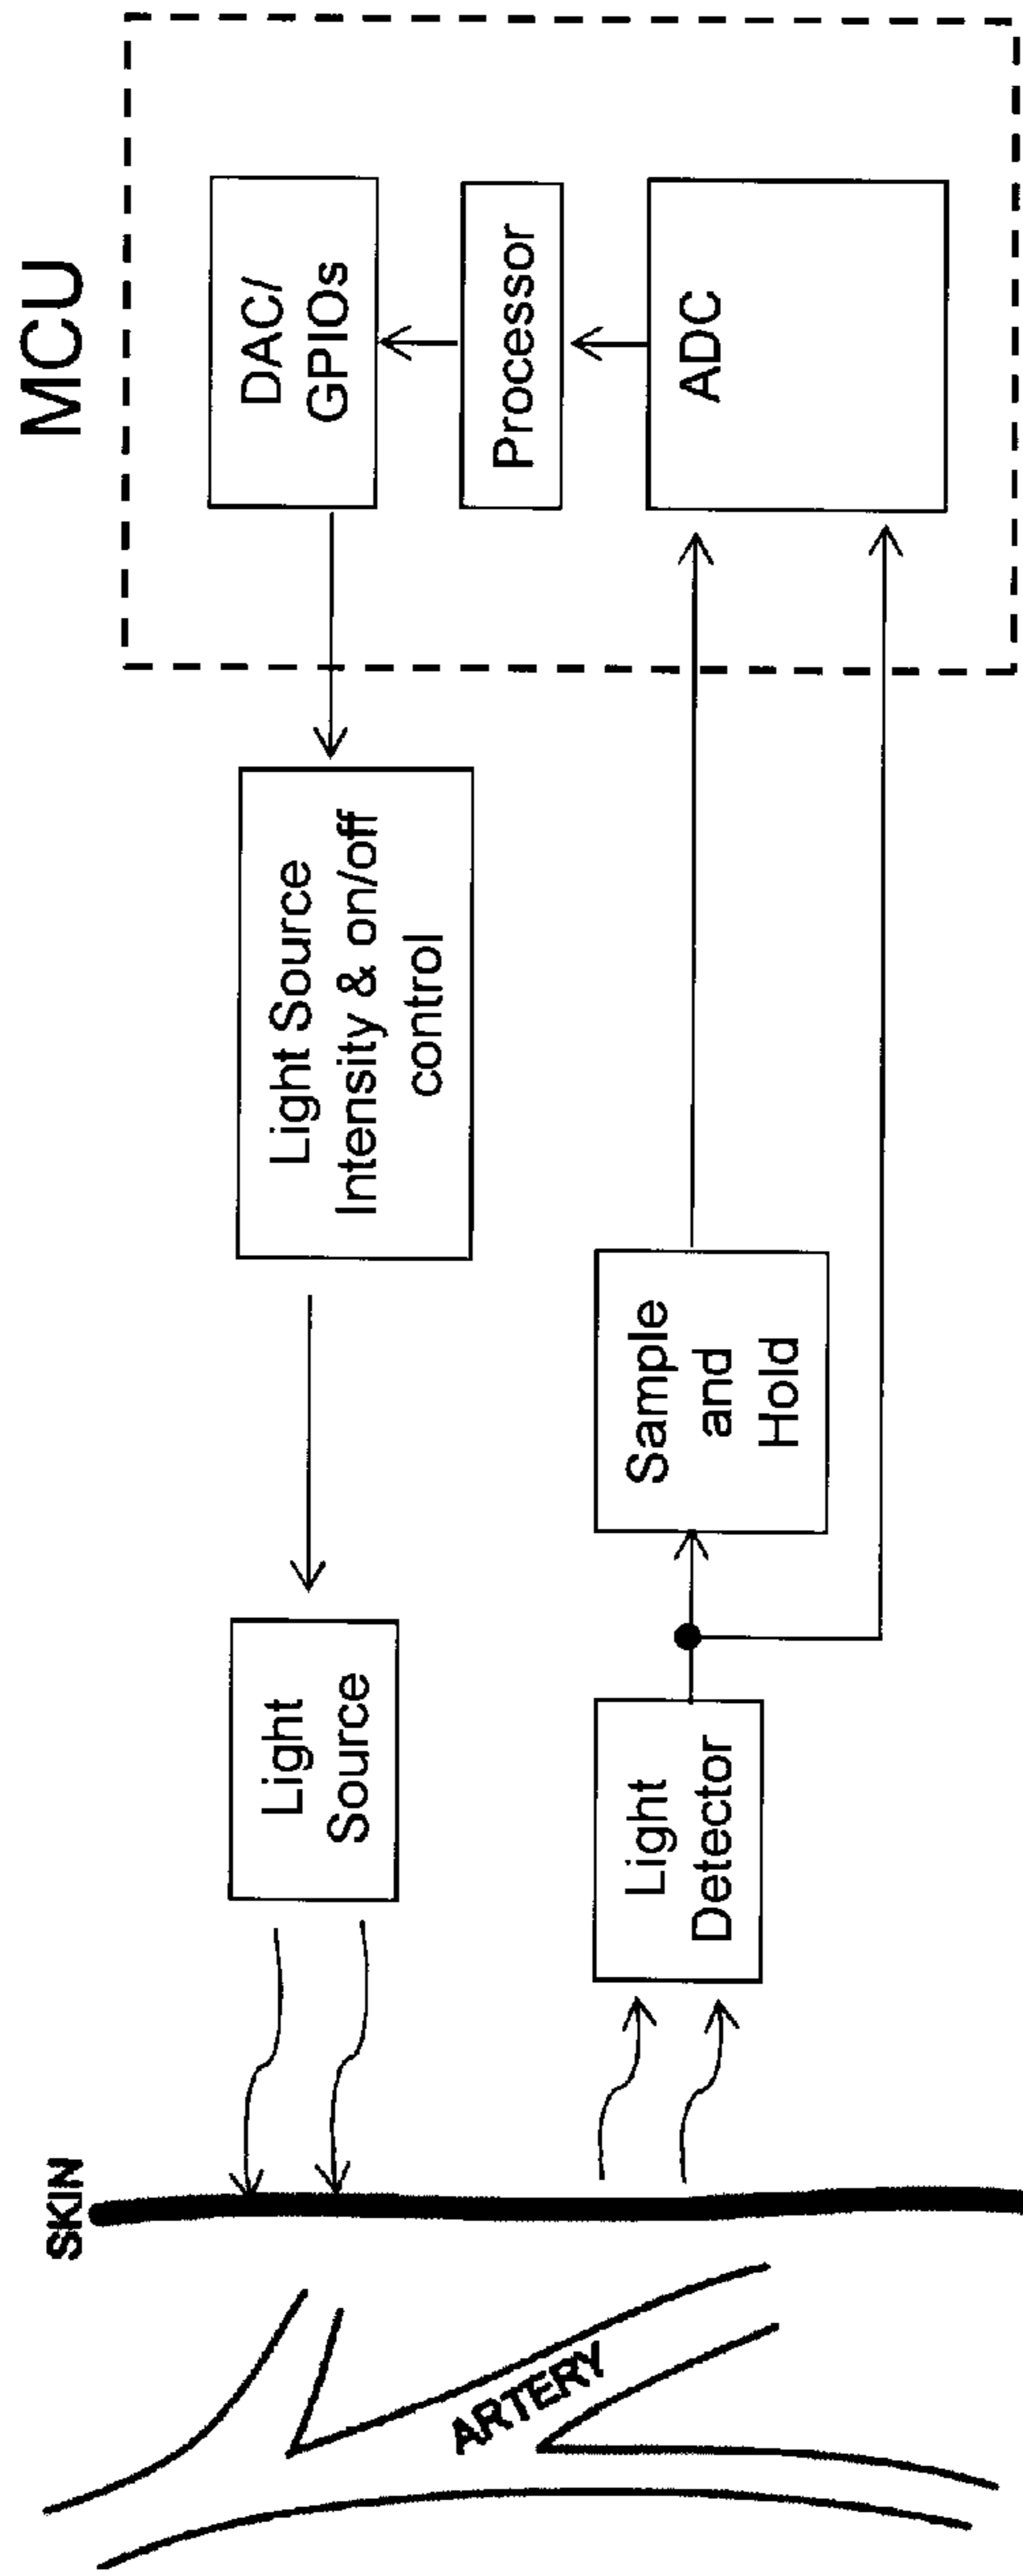 MCU
DAC/
GPIOs
Processor
ADC
Light Source
Intensity & on/off
control
Light
Source
Sample
and
Hold
Light
Detector
SKIN
ARTERY